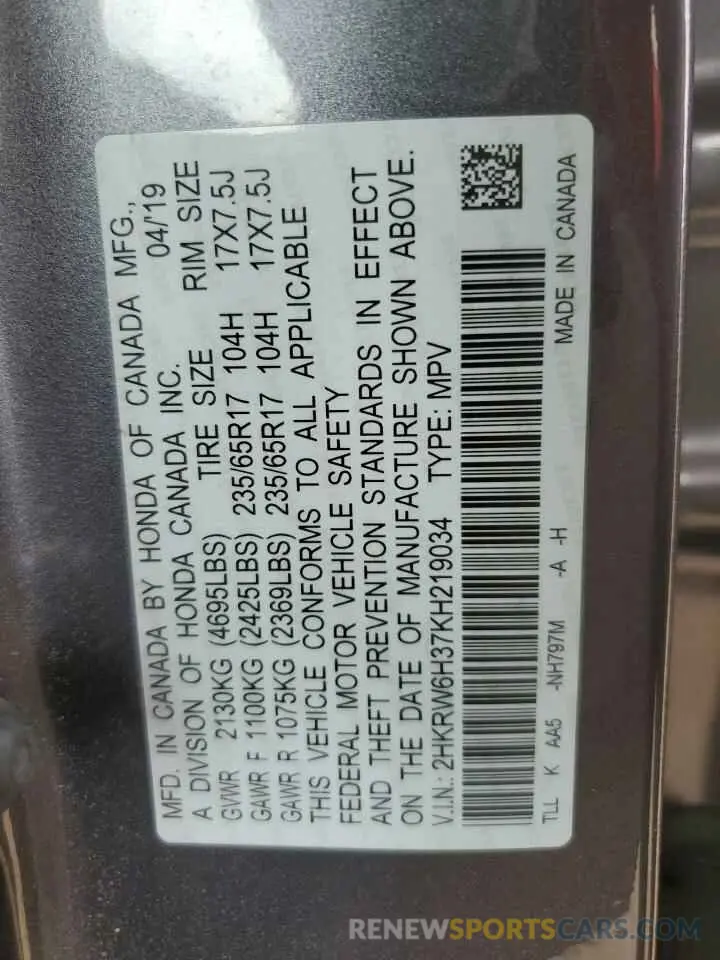 MFD. IN CANADA BY HONDA OF CANADA MFG.,
A DIVISION OF HONDA CANADA INC. 04/'19
GVWR 2130KG (4695LBS) TIRE SIZE RIM SIZE
GAWR F 1100KG (2425LBS) 235/65R17 104H 17X7.5J
GAWR R 1075KG (2369LBS) 235/65R17 104H 17X7.5J
THIS VEHICLE CONFORMS TO ALL APPLICABLE
FEDERAL MOTOR VEHICLE SAFETY
AND THEFT PREVENTION STANDARDS IN EFFECT
ON THE DATE OF MANUFACTURE SHOWN ABOVE.
V.I.N.: 2HKRW6H37KH219034 TYPE: MPV
TLL K AA5 -NH797M -A -H MADE IN CANADA
RENEWSPORTSCARS.COM